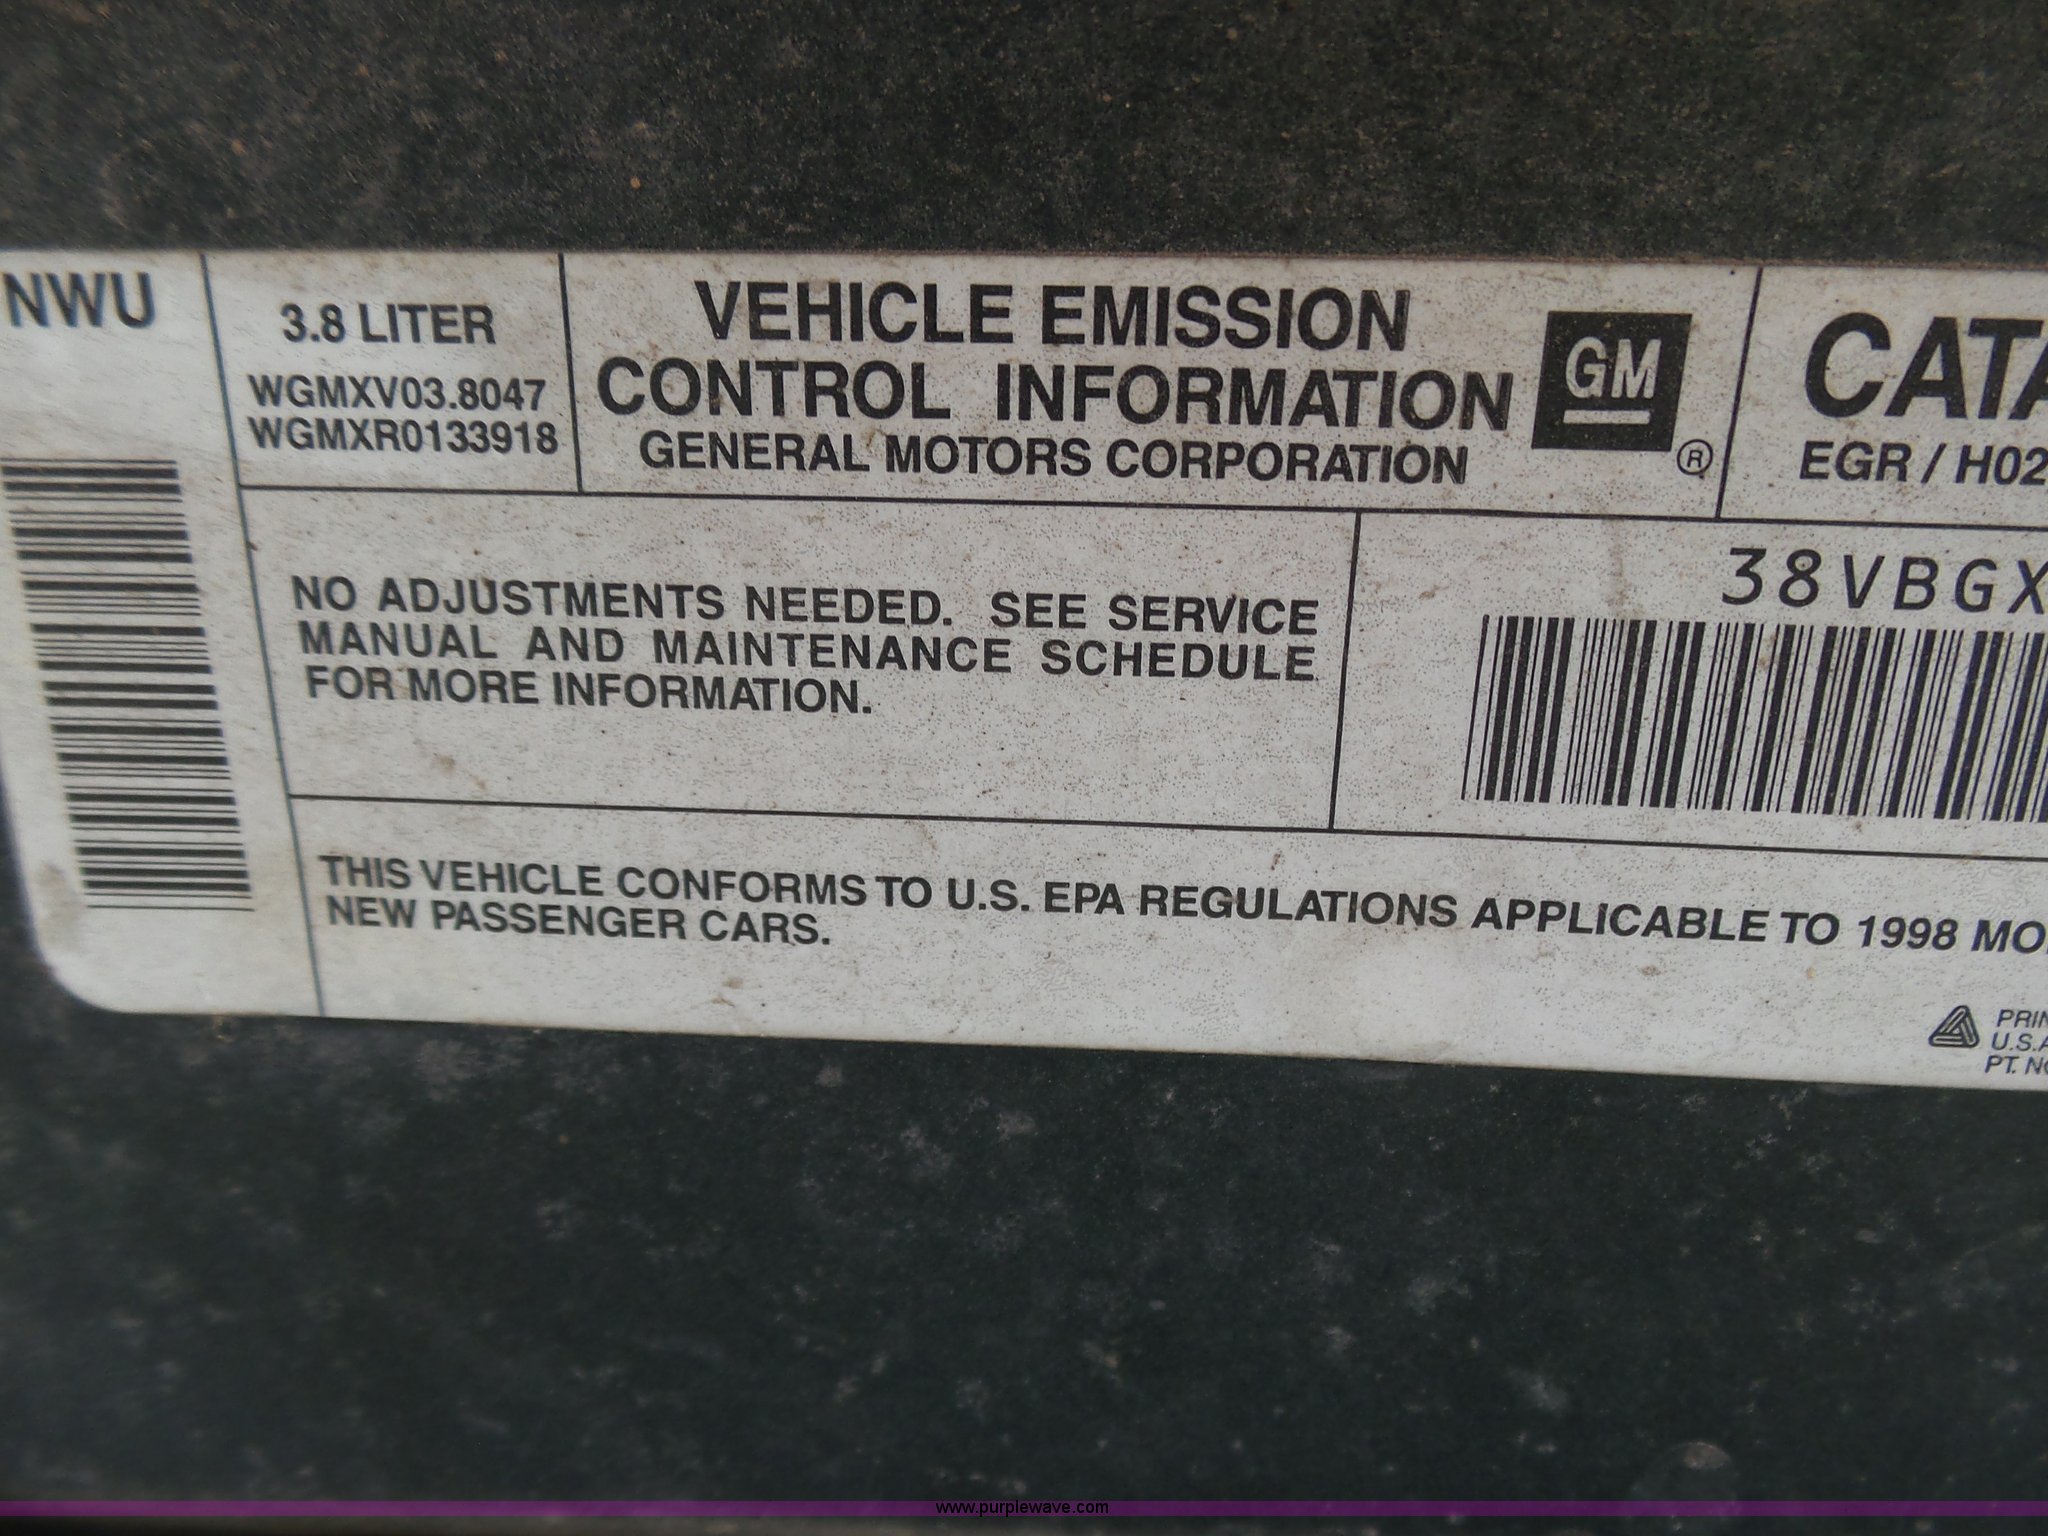 NWU
3.8 LITER
WGMXV03.8047
WGMXR0133918
VEHICLE EMISSION
CONTROL INFORMATION
GENERAL MOTORS CORPORATION
GM
®
CATA
EGR / H02
NO ADJUSTMENTS NEEDED. SEE SERVICE
MANUAL AND MAINTENANCE SCHEDULE
FOR MORE INFORMATION.
38VBGX
THIS VEHICLE CONFORMS TO U.S. EPA REGULATIONS APPLICABLE TO 1998 MO
NEW PASSENGER CARS.
PRIN
U.S.A
PT. NO
www.purplewave.com